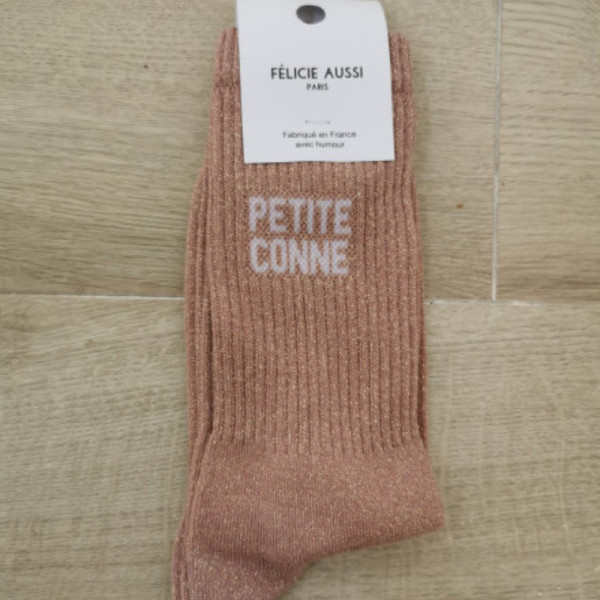 FÉLICIE AUSSI
PARIS
Fabriqué en France
avec humour
PETITE
CONNE